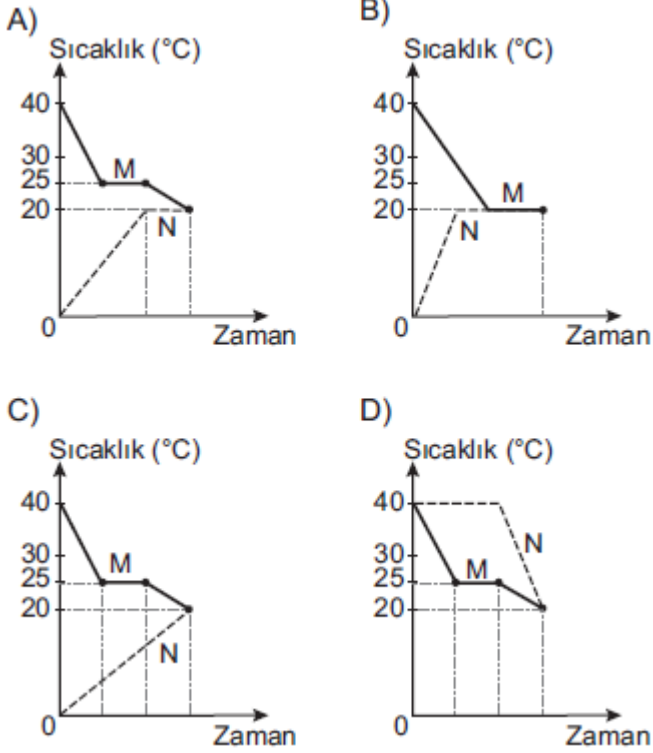 A)
Sıcaklık (°C)
40
30
25
20
0
M
N
Zaman
B)
Sıcaklık (°C)
40
30
25
20
0
M
N
Zaman
C)
Sıcaklık (°C)
40
30
25
20
0
M
N
Zaman
D)
Sıcaklık (°C)
40
30
25
20
0
M
N
Zaman